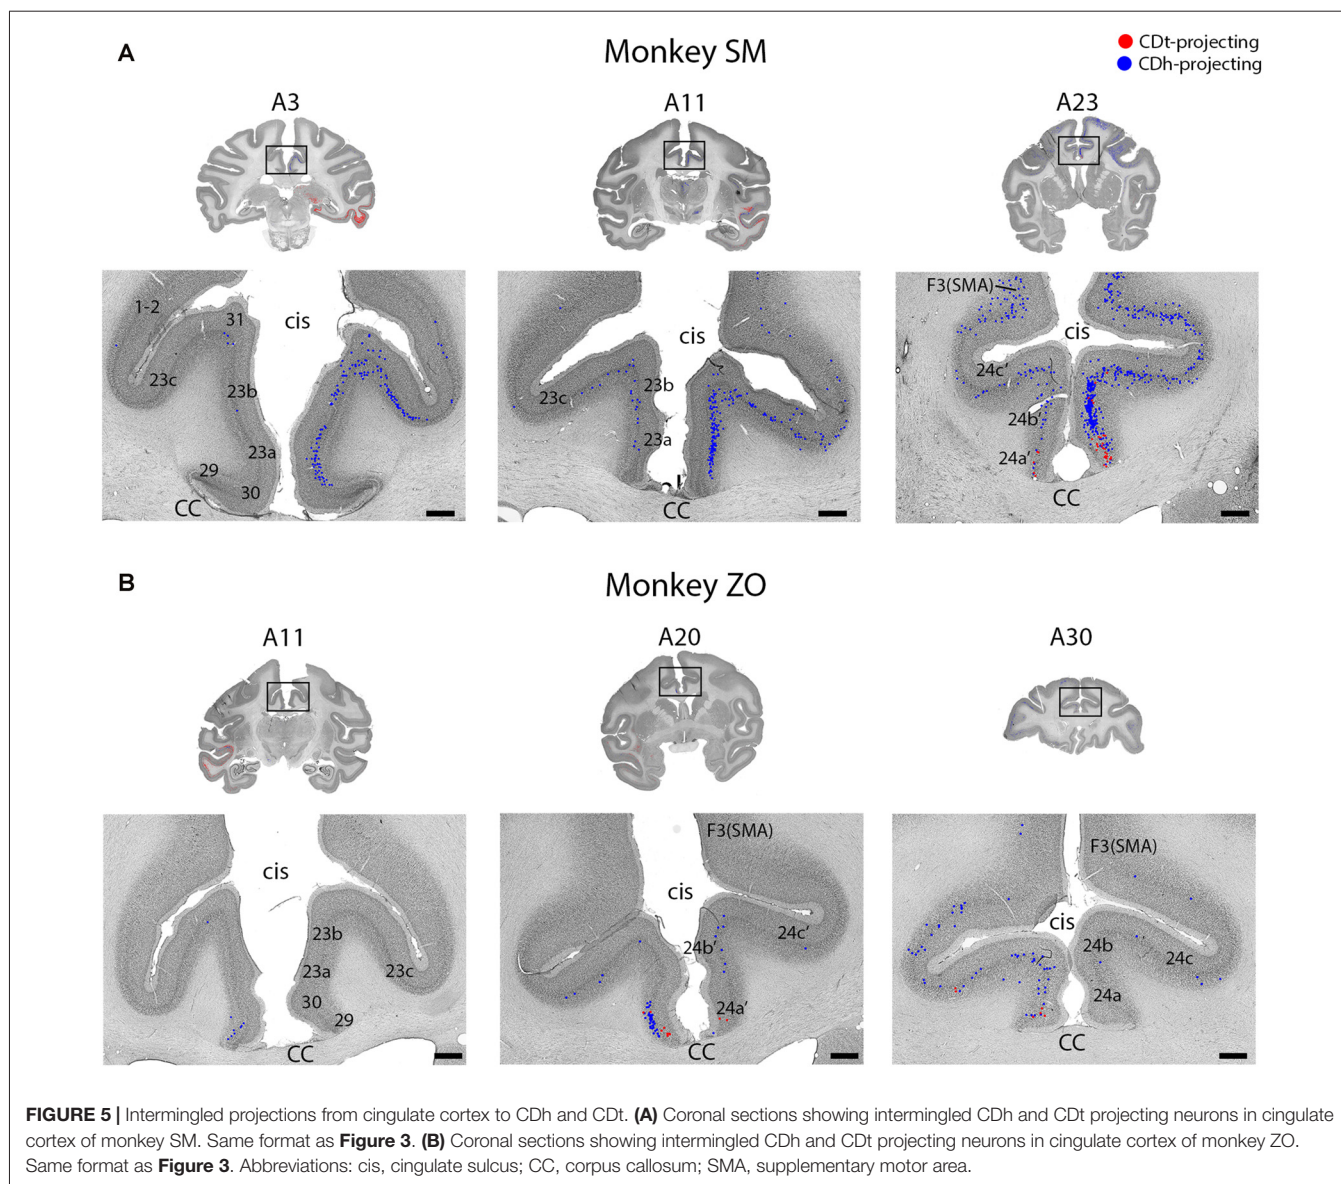 A
Monkey SM
CDt-projecting
CDh-projecting
A3
A11
A23
1-2
31
cis
23c
23b
23a
29
30
CC
cis
23b
23c
23a
CC
F3(SMA)
cis
24c'
24b'
24a'
CC
B
Monkey ZO
A11
A20
A30
cis
23b
23a
23c
30
29
CC
F3(SMA)
cis
24c'
24b'
24a'
CC
F3(SMA)
cis
24b
24c
24a
CC
FIGURE 5 | Intermingled projections from cingulate cortex to CDh and CDt. (A) Coronal sections showing intermingled CDh and CDt projecting neurons in cingulate
cortex of monkey SM. Same format as Figure 3. (B) Coronal sections showing intermingled CDh and CDt projecting neurons in cingulate cortex of monkey ZO.
Same format as Figure 3. Abbreviations: cis, cingulate sulcus; CC, corpus callosum; SMA, supplementary motor area.